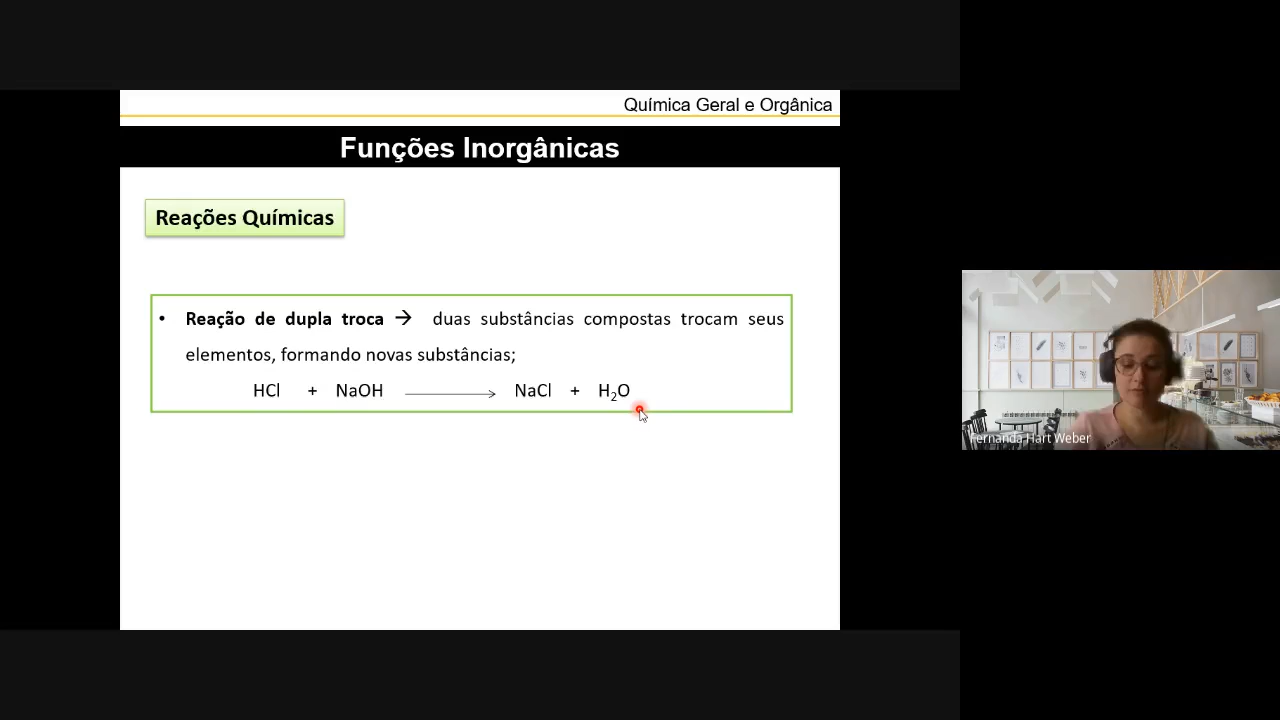 Química Geral e Orgânica
Funções Inorgânicas
Reações Químicas
• Reação de dupla troca → duas substâncias compostas trocam seus
elementos, formando novas substâncias;
HCl + NaOH ⟶ NaCl + H₂O
Fernanda Hart Weber